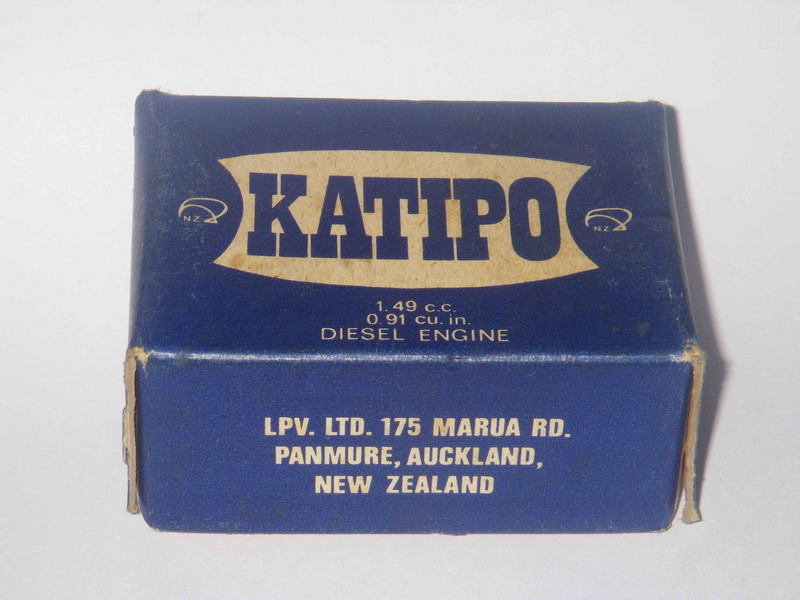 KATIPO
NZ
NZ
1.49 c.c.
0.91 cu. in.
DIESEL ENGINE
LPV. LTD. 175 MARUA RD.
PANMURE, AUCKLAND,
NEW ZEALAND